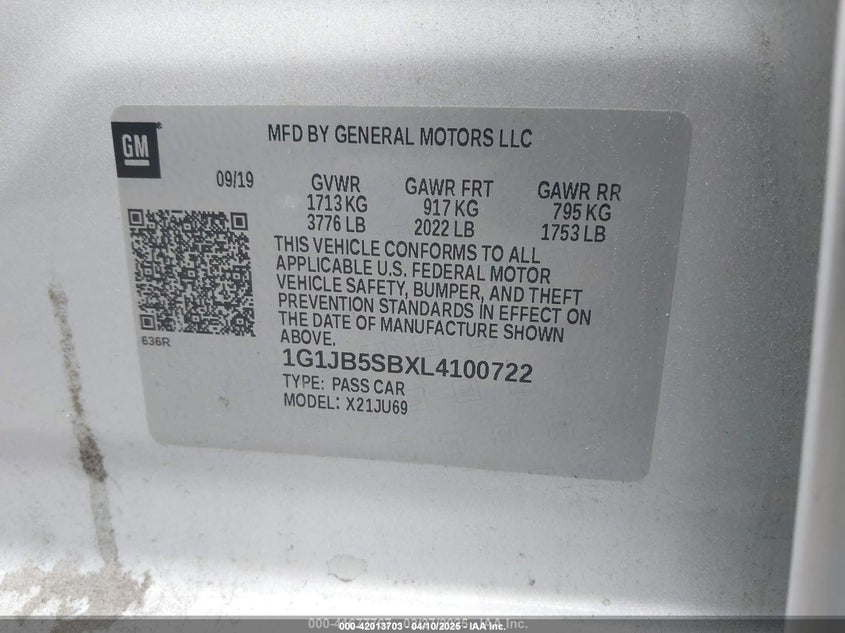 GM
MFD BY GENERAL MOTORS LLC
09/19
GVWR GAWR FRT GAWR RR
1713 KG 917 KG 795 KG
3776 LB 2022 LB 1753 LB
THIS VEHICLE CONFORMS TO ALL
APPLICABLE U.S. FEDERAL MOTOR
VEHICLE SAFETY, BUMPER, AND THEFT
PREVENTION STANDARDS IN EFFECT ON
THE DATE OF MANUFACTURE SHOWN
ABOVE.
636R
1G1JB5SBXL4100722
TYPE: PASS CAR
MODEL: X21JU69
42013703 - 04/10/2025 - IAA Inc.